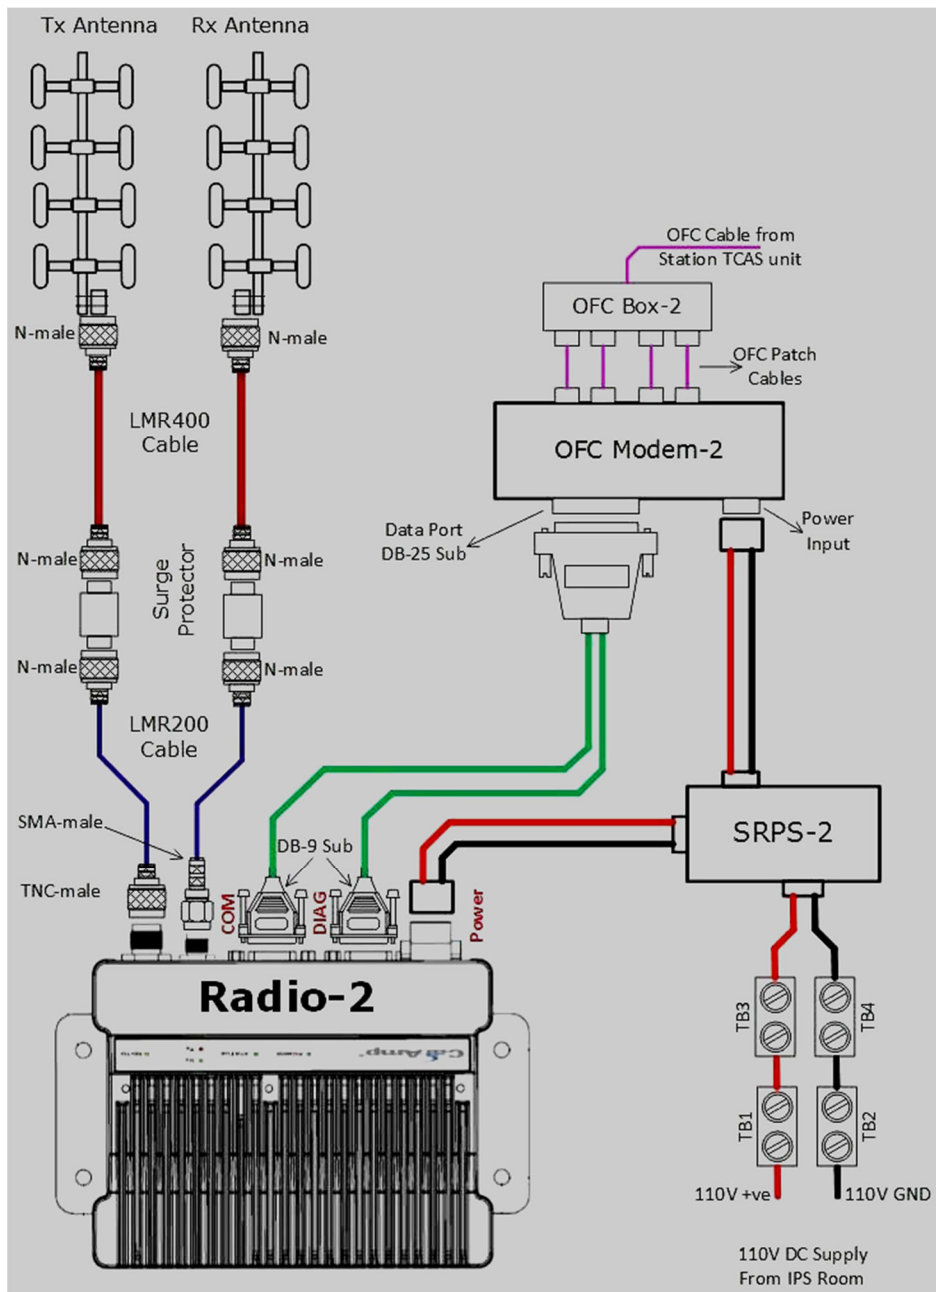 Tx Antenna
Rx Antenna
OFC Cable from
Station TCAS unit
OFC Box-2
N-male
N-male
OFC Patch
Cables
LMR400
Cable
OFC Modem-2
Data Port
DB-25 Sub
Power
Input
N-male
N-male
Surge
Protector
N-male
N-male
LMR200
Cable
SMA-male
DB-9 Sub
SRPS-2
TNC-male
COM
DIAG
Power
Radio-2
CalAmp
POWER
STATUS
TB3
TB4
TB1
TB2
110V +ve
110V GND
110V DC Supply
From IPS Room